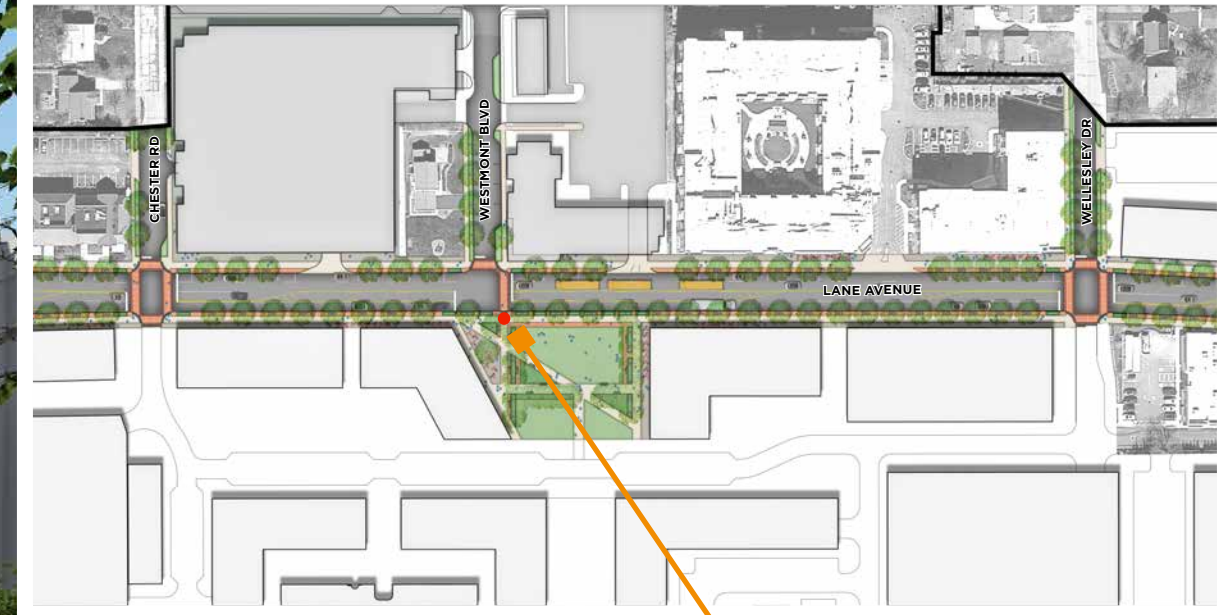 CHESTER RD
WESTMONT BLVD
WELLESLEY DR
LANE AVENUE